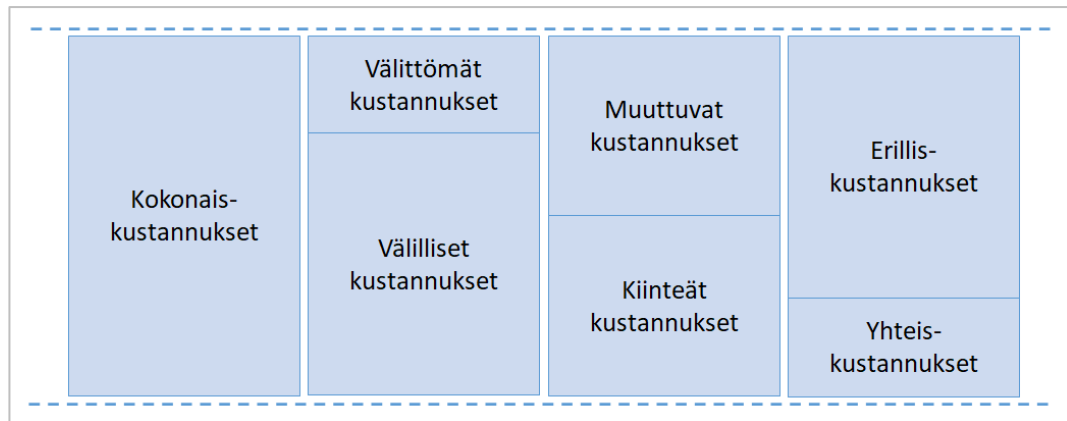 Kokonais-
kustannukset
Välittömät
kustannukset
Välilliset
kustannukset
Muuttuvat
kustannukset
Kiinteät
kustannukset
Erillis-
kustannukset
Yhteis-
kustannukset